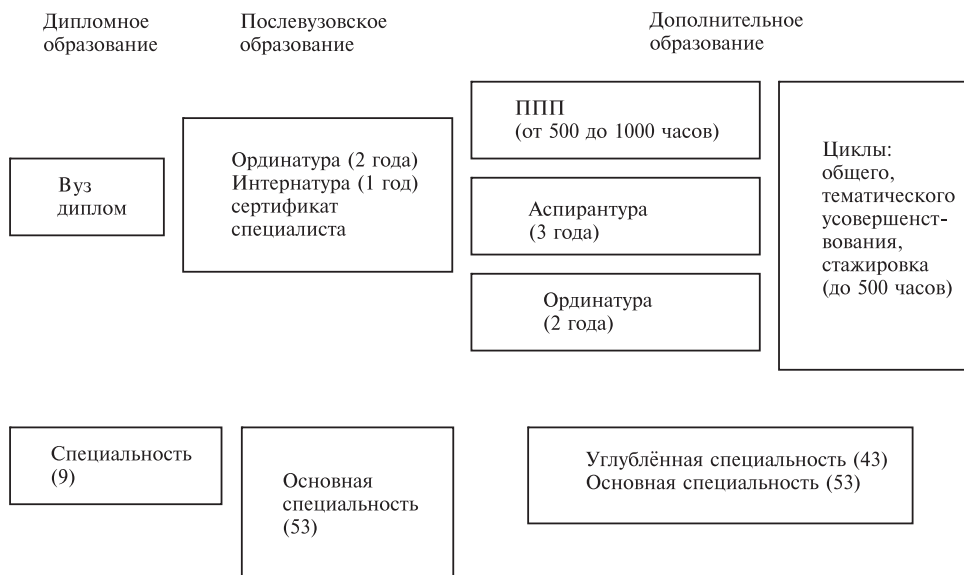 Дипломное
образование
Послевузовское
образование
Дополнительное
образование
Вуз
диплом
Ординатура (2 года)
Интернатура (1 год)
сертификат
специалиста
ППП
(от 500 до 1000 часов)
Аспирантура
(3 года)
Ординатура
(2 года)
Циклы:
общего,
тематического
усовершенст-
вования,
стажировка
(до 500 часов)
Специальность
(9)
Основная
специальность
(53)
Углублённая специальность (43)
Основная специальность (53)